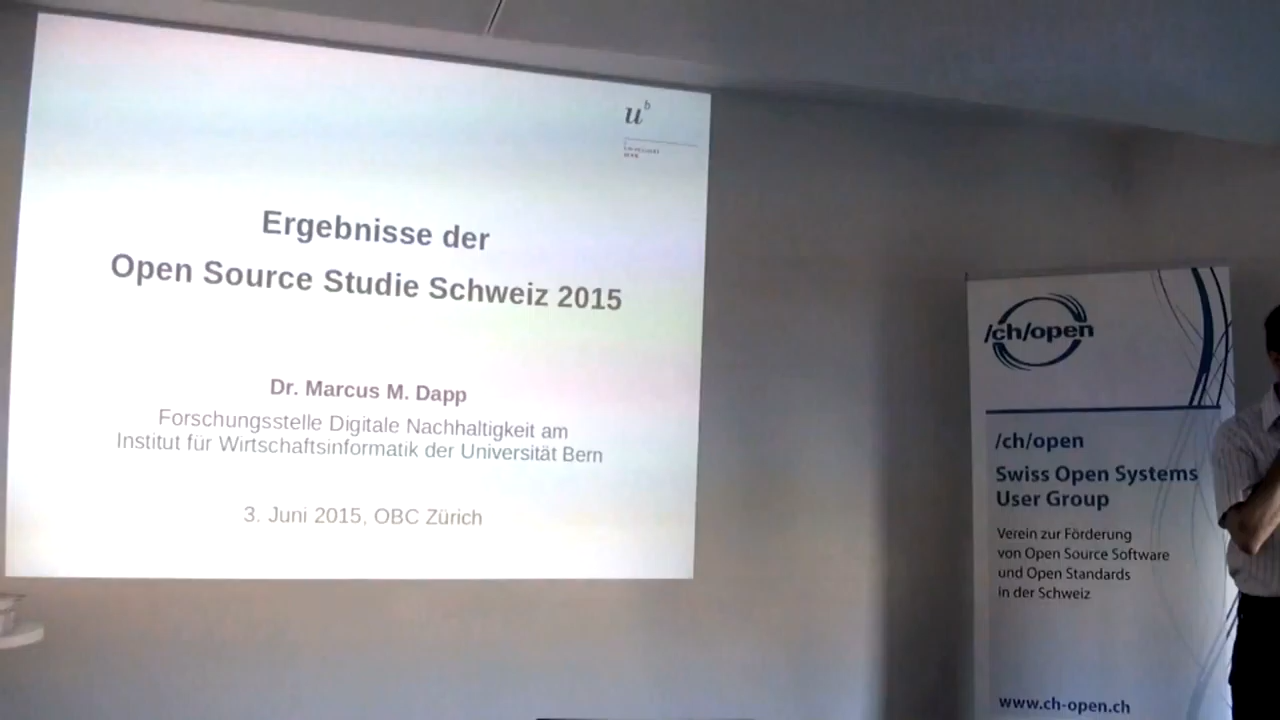 u^b
Ergebnisse der
Open Source Studie Schweiz 2015
Dr. Marcus M. Dapp
Forschungsstelle Digitale Nachhaltigkeit am
Institut für Wirtschaftsinformatik der Universität Bern
3. Juni 2015, OBC Zürich
/ch/open
/ch/open
Swiss Open Systems
User Group
Verein zur Förderung
von Open Source Software
und Open Standards
in der Schweiz
www.ch-open.ch